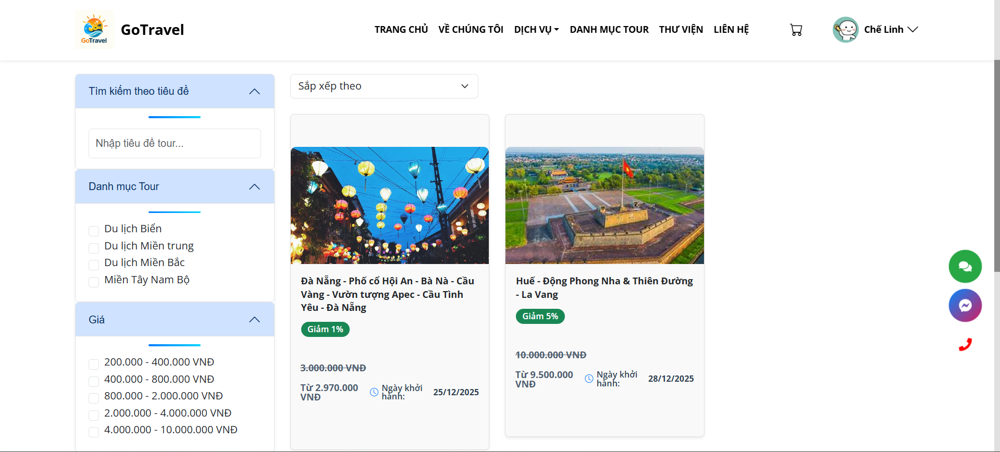 GoTravel
GoTravel
TRANG CHỦ
VỀ CHÚNG TÔI
DỊCH VỤ
DANH MỤC TOUR
THƯ VIỆN
LIÊN HỆ
Chế Linh
Tìm kiếm theo tiêu đề
Nhập tiêu đề tour...
Danh mục Tour
Du lịch Biển
Du lịch Miền trung
Du lịch Miền Bắc
Miền Tây Nam Bộ
Giá
200.000 - 400.000 VNĐ
400.000 - 800.000 VNĐ
800.000 - 2.000.000 VNĐ
2.000.000 - 4.000.000 VNĐ
4.000.000 - 10.000.000 VNĐ
Sắp xếp theo
Đà Nẵng - Phố cổ Hội An - Bà Nà - Cầu
Vàng - Vườn tượng Apec - Cầu Tình
Yêu - Đà Nẵng
Giảm 1%
3.000.000 VNĐ
Từ 2.970.000
VNĐ
Ngày khởi
hành:
25/12/2025
Huế - Động Phong Nha & Thiên Đường
- La Vang
Giảm 5%
10.000.000 VNĐ
Từ 9.500.000
VNĐ
Ngày khởi
hành:
28/12/2025